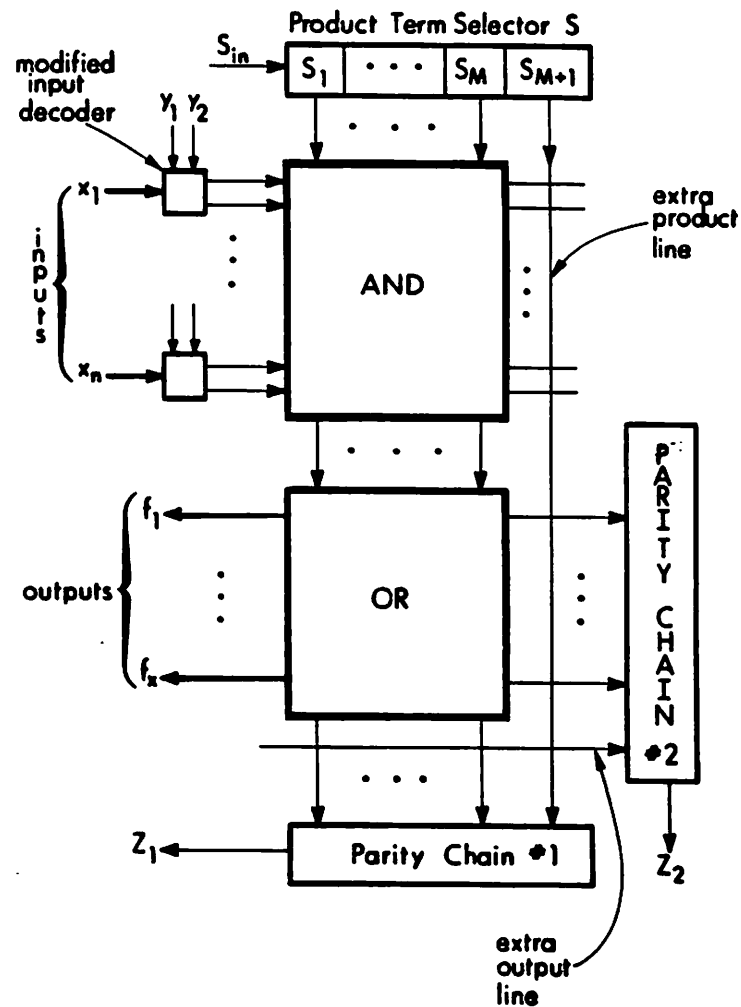 Product Term Selector S
S_in
S_1 • • • S_M S_M+1
modified
input
decoder
y_1 y_2
x_1
inputs
x_n
AND
extra
product
line
f_1
outputs
f_x
OR
PARITY CHAIN #2
Z_1
Parity Chain #1
Z_2
extra
output
line